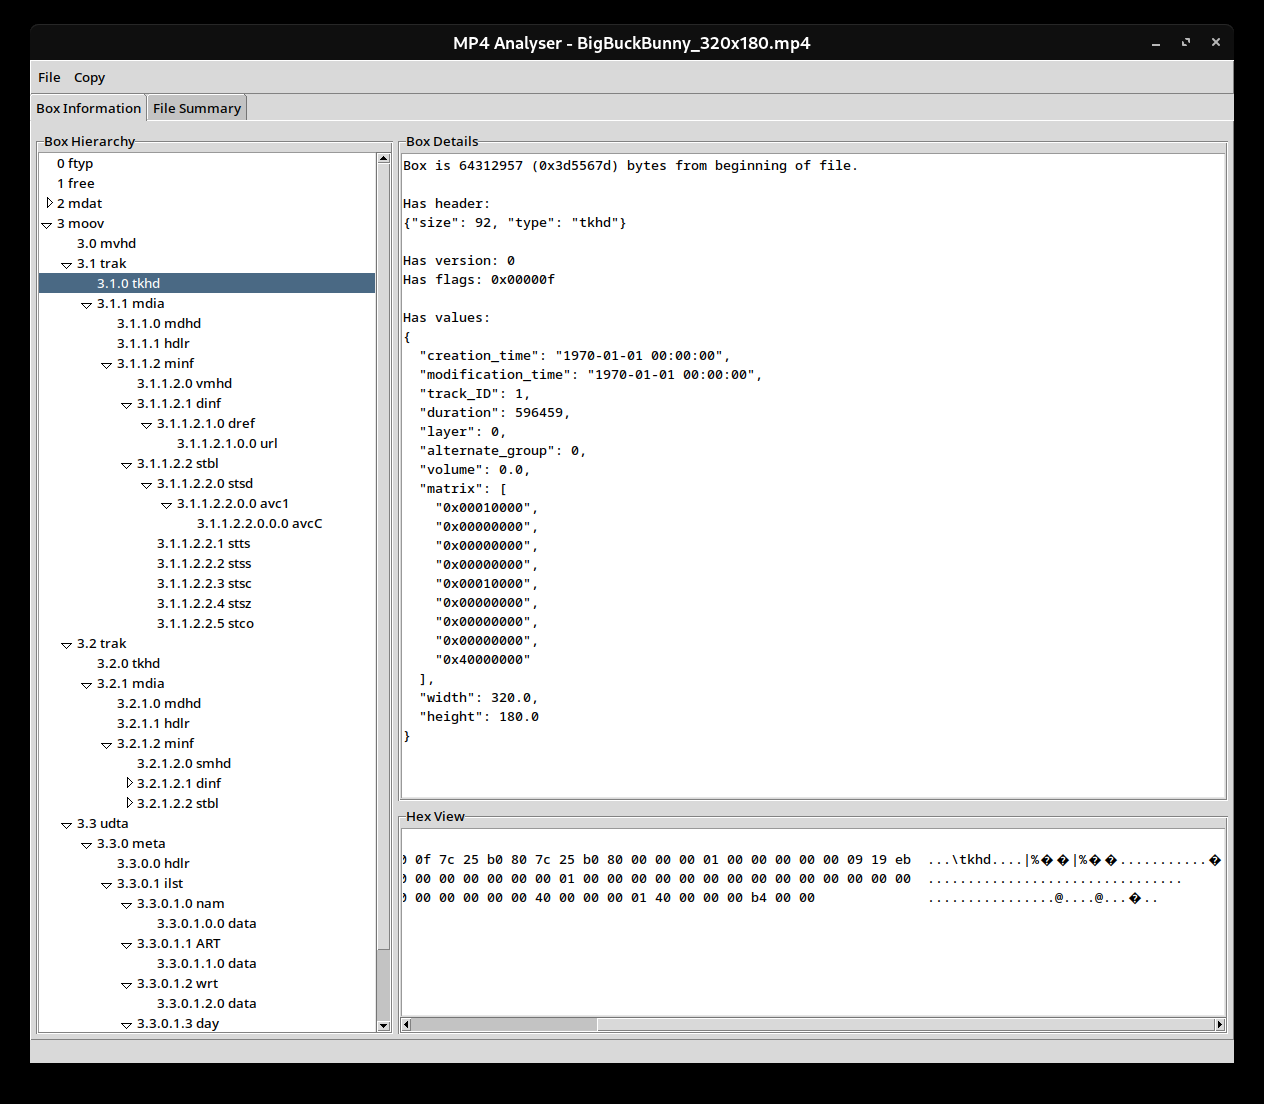 MP4 Analyser - BigBuckBunny_320x180.mp4
File Copy
Box Information File Summary
Box Hierarchy
0 ftyp
1 free
2 mdat
3 moov
3.0 mvhd
3.1 trak
3.1.0 tkhd
3.1.1 mdia
3.1.1.0 mdhd
3.1.1.1 hdlr
3.1.1.2 minf
3.1.1.2.0 vmhd
3.1.1.2.1 dinf
3.1.1.2.1.0 dref
3.1.1.2.1.0.0 url
3.1.1.2.2 stbl
3.1.1.2.2.0 stsd
3.1.1.2.2.0.0 avc1
3.1.1.2.2.0.0.0 avcC
3.1.1.2.2.1 stts
3.1.1.2.2.2 stss
3.1.1.2.2.3 stsc
3.1.1.2.2.4 stsz
3.1.1.2.2.5 stco
3.2 trak
3.2.0 tkhd
3.2.1 mdia
3.2.1.0 mdhd
3.2.1.1 hdlr
3.2.1.2 minf
3.2.1.2.0 smhd
3.2.1.2.1 dinf
3.2.1.2.2 stbl
3.3 udta
3.3.0 meta
3.3.0.0 hdlr
3.3.0.1 ilst
3.3.0.1.0 nam
3.3.0.1.0.0 data
3.3.0.1.1 ART
3.3.0.1.1.0 data
3.3.0.1.2 wrt
3.3.0.1.2.0 data
3.3.0.1.3 day
Box Details
Box is 64312957 (0x3d5567d) bytes from beginning of file.
Has header:
{"size": 92, "type": "tkhd"}
Has version: 0
Has flags: 0x00000f
Has values:
{
"creation_time": "1970-01-01 00:00:00",
"modification_time": "1970-01-01 00:00:00",
"track_ID": 1,
"duration": 596459,
"layer": 0,
"alternate_group": 0,
"volume": 0.0,
"matrix": [
"0x00010000",
"0x00000000",
"0x00000000",
"0x00000000",
"0x00010000",
"0x00000000",
"0x00000000",
"0x00000000",
"0x40000000"
],
"width": 320.0,
"height": 180.0
}
Hex View
0f 7c 25 b0 80 7c 25 b0 80 00 00 00 01 00 00 00 00 00 09 19 eb ...\tkhd....|%��|%��...........�
00 00 00 00 00 00 01 00 00 00 00 00 00 00 00 00 00 00 00 00 00 ................................
00 00 00 00 00 40 00 00 00 01 40 00 00 00 b4 00 00 ................@....@...�..